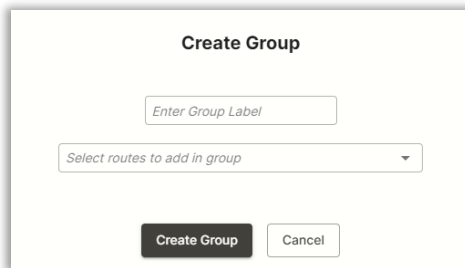 Create Group
Enter Group Label
Select routes to add in group
Create Group Cancel